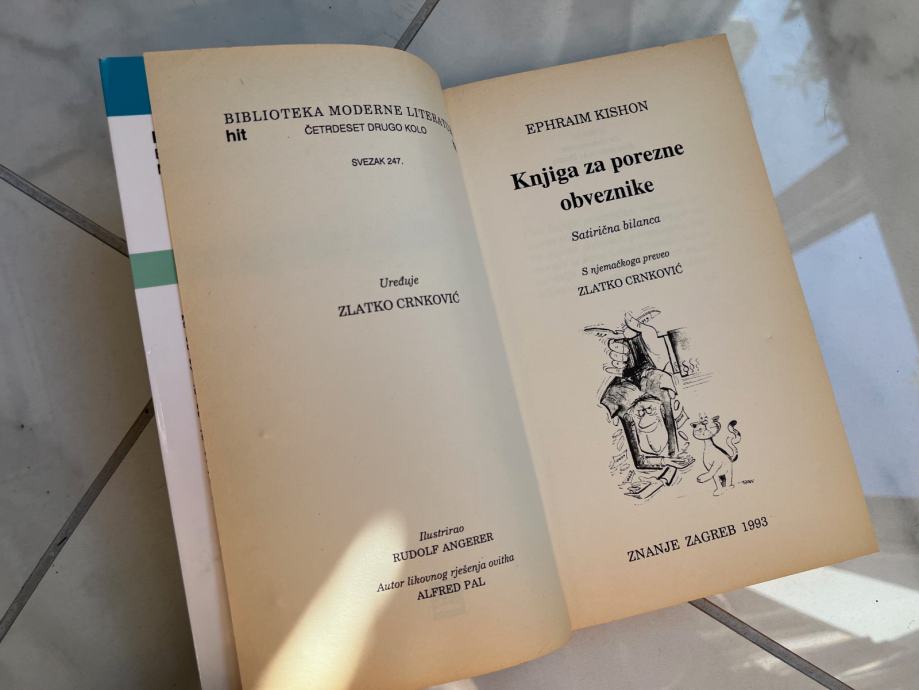 BIBLIOTEKA MODERNE
hit
ČETRDESET DRUGO KOLO
SVEZAK 247.
Uređuje
ZLATKO CRNKOVIĆ
Ilustrirao
RUDOLF ANGERER
Autor likovnog rješenja ovitka
ALFRED PAL
EPHRAIM KISHON
Knjiga za porezne
obveznike
Satirična bilanca
S njemačkoga preveo
ZLATKO CRNKOVIĆ
ZNANJE ZAGREB 1993